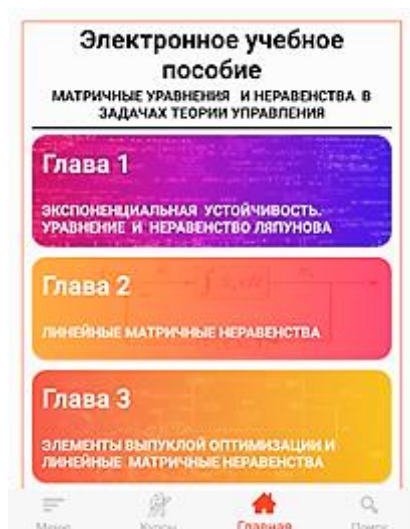 Электронное учебное
пособие
МАТРИЧНЫЕ УРАВНЕНИЯ И НЕРАВЕНСТВА В
ЗАДАЧАХ ТЕОРИИ УПРАВЛЕНИЯ
Глава 1
ЭКСПОНЕНЦИАЛЬНАЯ УСТОЙЧИВОСТЬ.
УРАВНЕНИЕ И НЕРАВЕНСТВО ЛЯПУНОВА
Глава 2
ЛИНЕЙНЫЕ МАТРИЧНЫЕ НЕРАВЕНСТВА
Глава 3
ЭЛЕМЕНТЫ ВЫПУКЛОЙ ОПТИМИЗАЦИИ И
ЛИНЕЙНЫЕ МАТРИЧНЫЕ НЕРАВЕНСТВА
Меню Курсы Главная Поиск